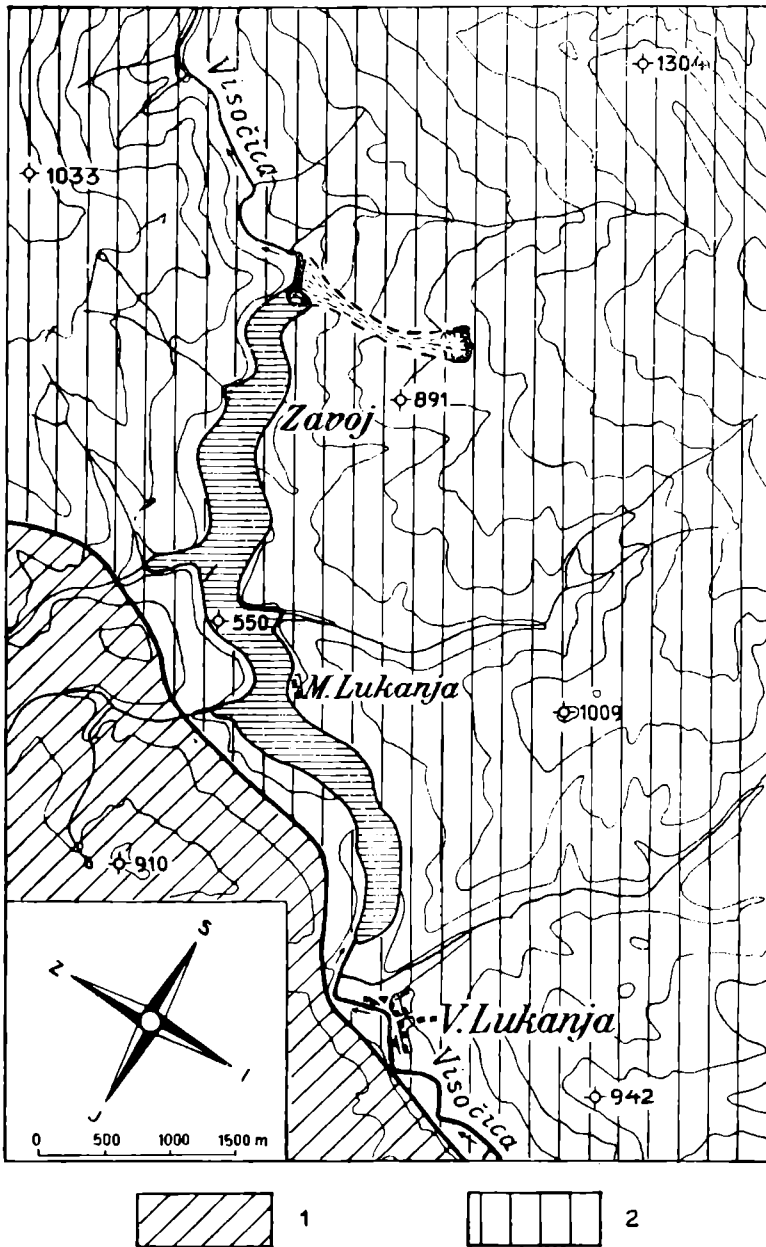 Visočica
1304
1033
891
Zavoj
550
M. Lukanja
1009
910
S
Z
I
J
V. Lukanja
Visočica
942
0 500 1000 1500 m
1
2